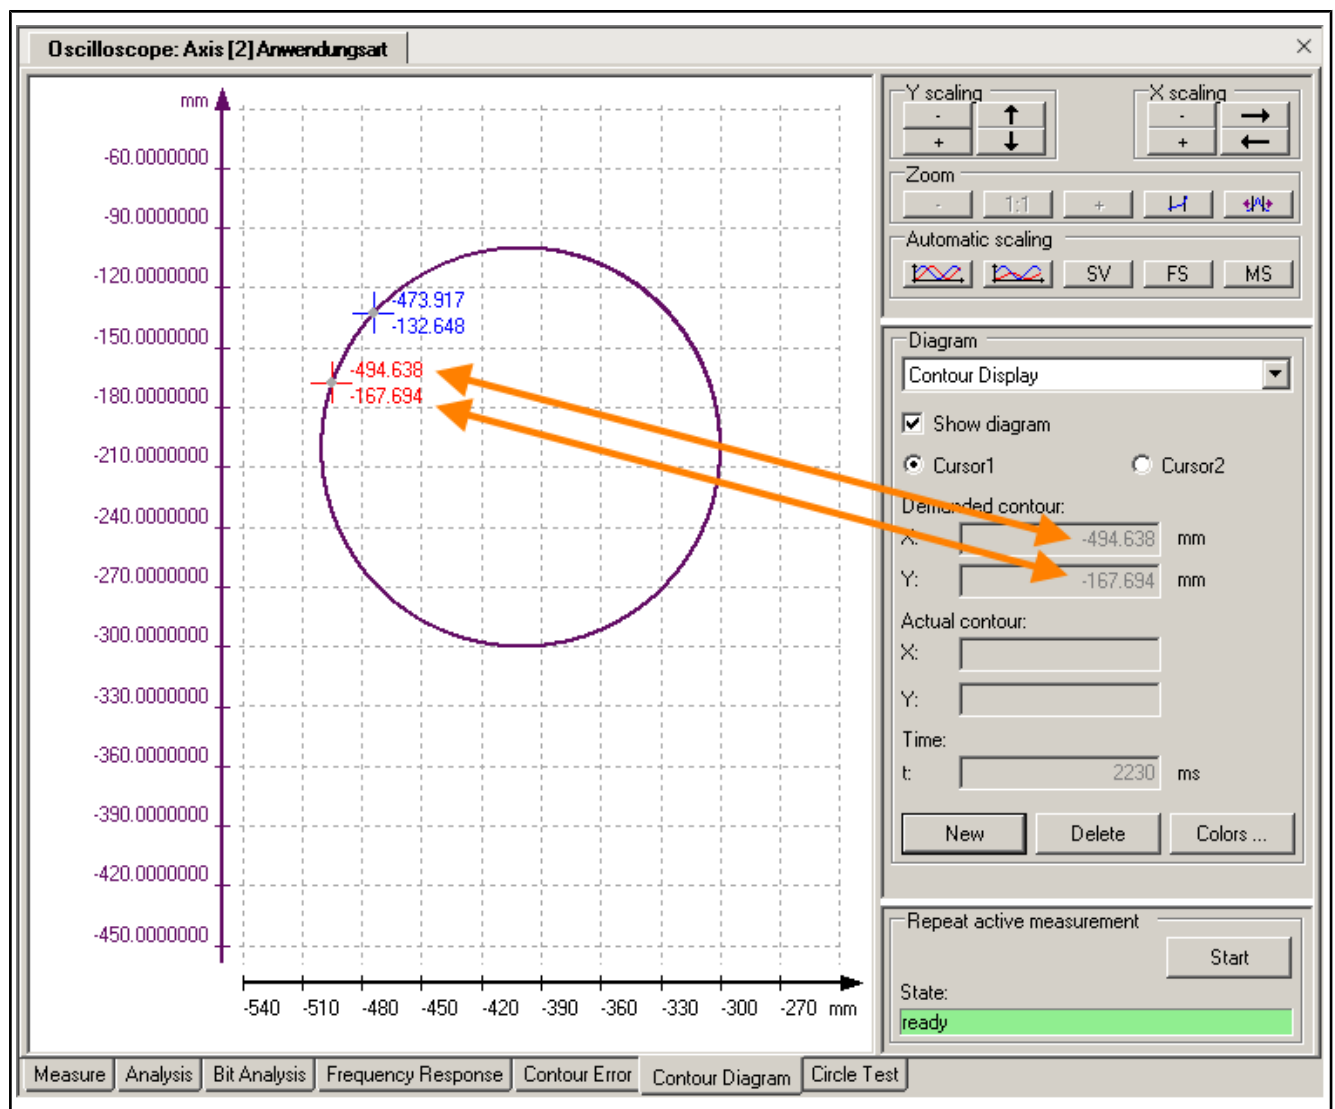 Oscilloscope: Axis [2] Anwendungsart
mm
-60.0000000
-90.0000000
-120.0000000
-150.0000000
-180.0000000
-210.0000000
-240.0000000
-270.0000000
-300.0000000
-330.0000000
-360.0000000
-390.0000000
-420.0000000
-450.0000000
-473.917
-132.648
-494.638
-167.694
-540 -510 -480 -450 -420 -390 -360 -330 -300 -270 mm
Y scaling
-
+
X scaling
-
+
Zoom
- 1:1 +
Automatic scaling
SV FS MS
Diagram
Contour Display
Show diagram
Cursor1 Cursor2
Demanded contour:
X: -494.638 mm
Y: -167.694 mm
Actual contour:
X:
Y:
Time:
t: 2230 ms
New Delete Colors ...
Repeat active measurement
Start
State:
ready
Measure Analysis Bit Analysis Frequency Response Contour Error Contour Diagram Circle Test